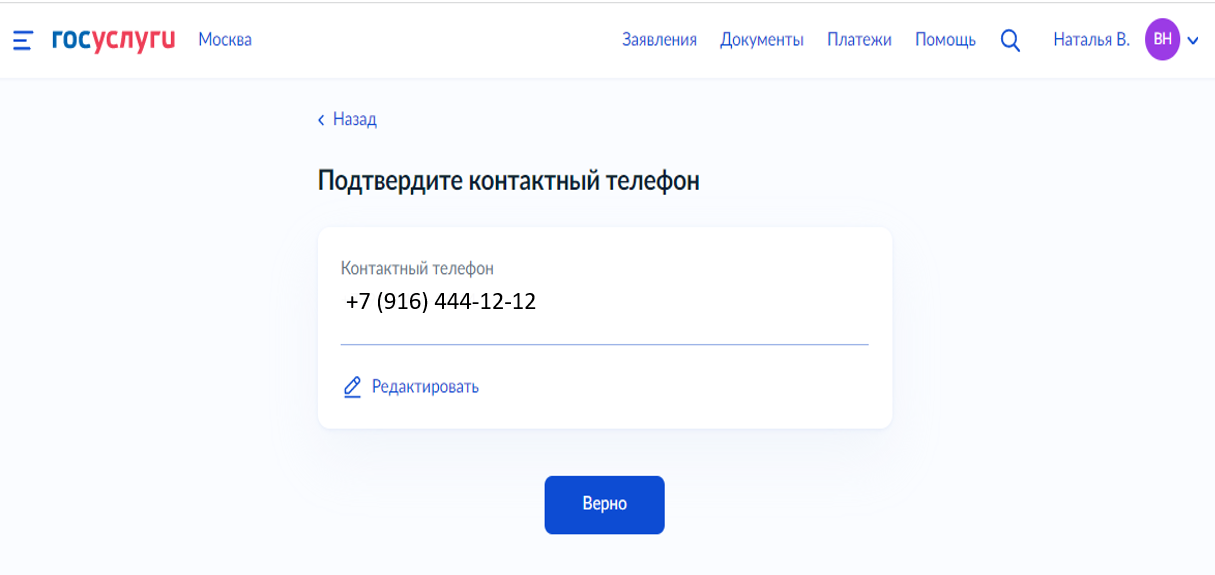 госуслуги Москва Заявления Документы Платежи Помощь Наталья В. ВН
Назад
Подтвердите контактный телефон
Контактный телефон
+7 (916) 444-12-12
Редактировать
Верно